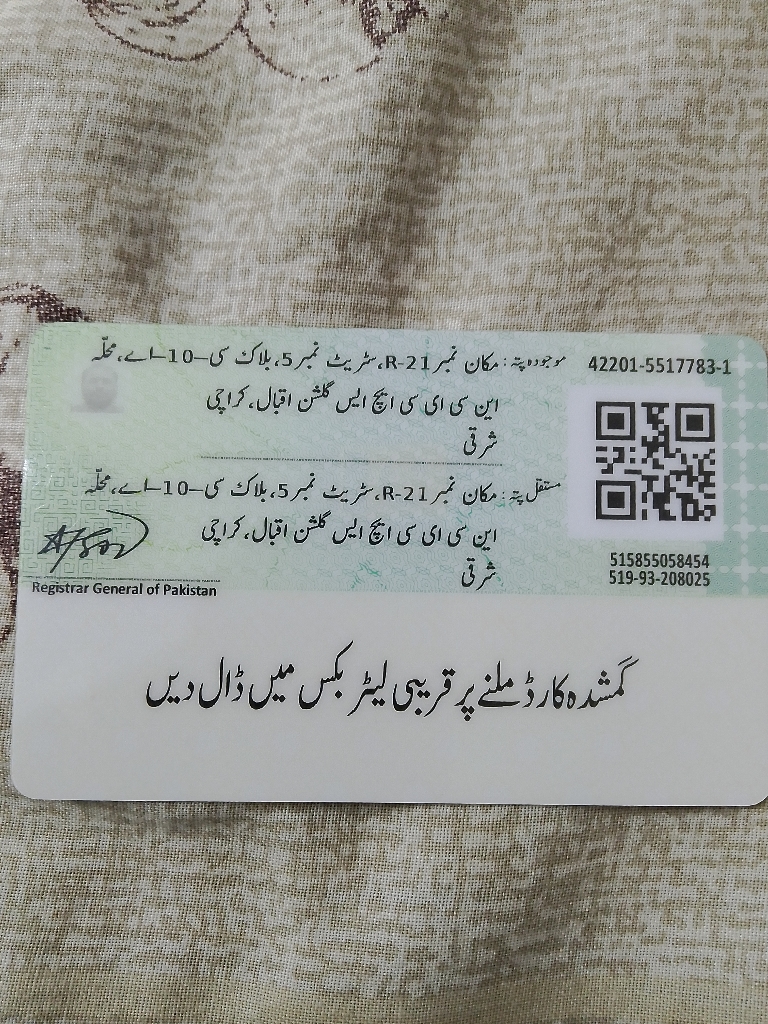 موجودہ پتہ: مکان نمبر R-21، سٹریٹ نمبر 5، بلاک سی-10-اے، محلّہ
42201-5517783-1
این سی ای سی ایچ ایس گلشن اقبال، کراچی
شرقی
مستقل پتہ: مکان نمبر R-21، سٹریٹ نمبر 5، بلاک سی-10-اے، محلّہ
این سی ای سی ایچ ایس گلشن اقبال، کراچی
شرقی
515855058454
519-93-208025
Registrar General of Pakistan
گمشدہ کارڈ ملنے پر قریبی لیٹر بکس میں ڈال دیں